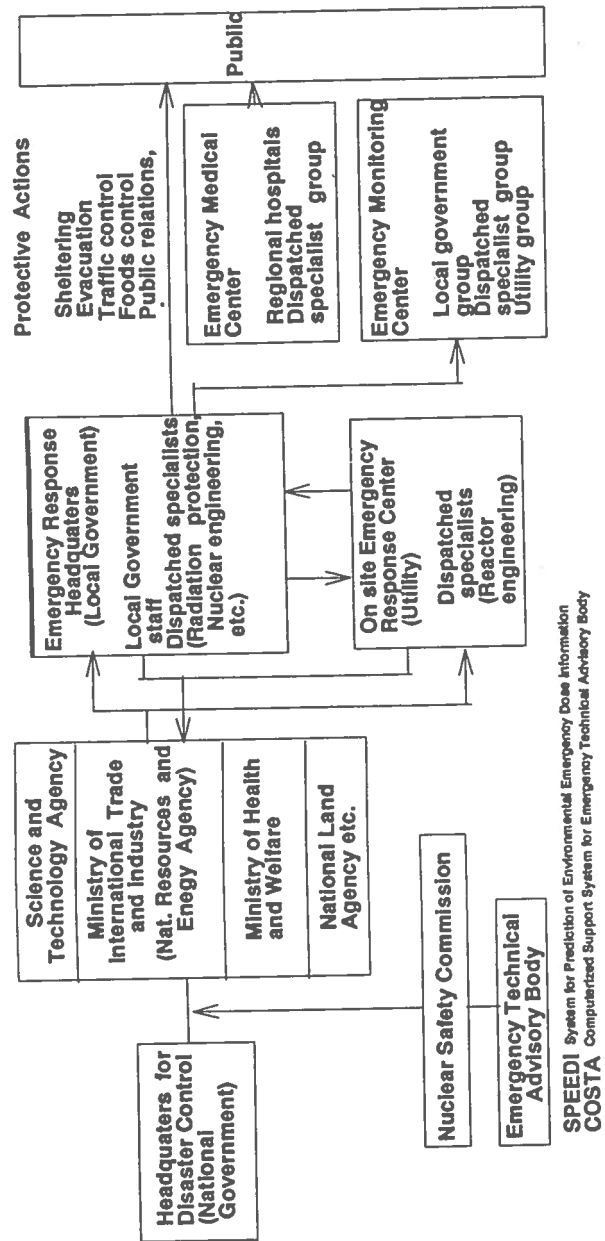 Headquaters for
Disaster Control
(National
Government)
Science and
Technology Agency
Ministry of
International Trade
and Industry
(Nat. Resources and
Enegy Agency)
Ministry of Health
and Welfare
National Land
Agency etc.
Nuclear Safety Commission
Emergency Technical
Advisory Body
Emergency Response
Headquaters
(Local Government)
Local Government
staff
Dispatched specialists
(Radiation protection,
Nuclear engineering,
etc.)
On site Emergency
Response Center
(Utility)
Dispatched
specialists
(Reactor
engineering)
Protective Actions
Sheltering
Evacuation
Traffic control
Foods control
Public relations,
Emergency Medical
Center
Regional hospitals
Dispatched
specialist group
Emergency Monitoring
Center
Local government
group
Dispatched
specialist group
Utility group
Public
SPEEDI System for Prediction of Environmental Emergency Dose Information
COSTA Computerized Support System for Emergency Technical Advisory Body